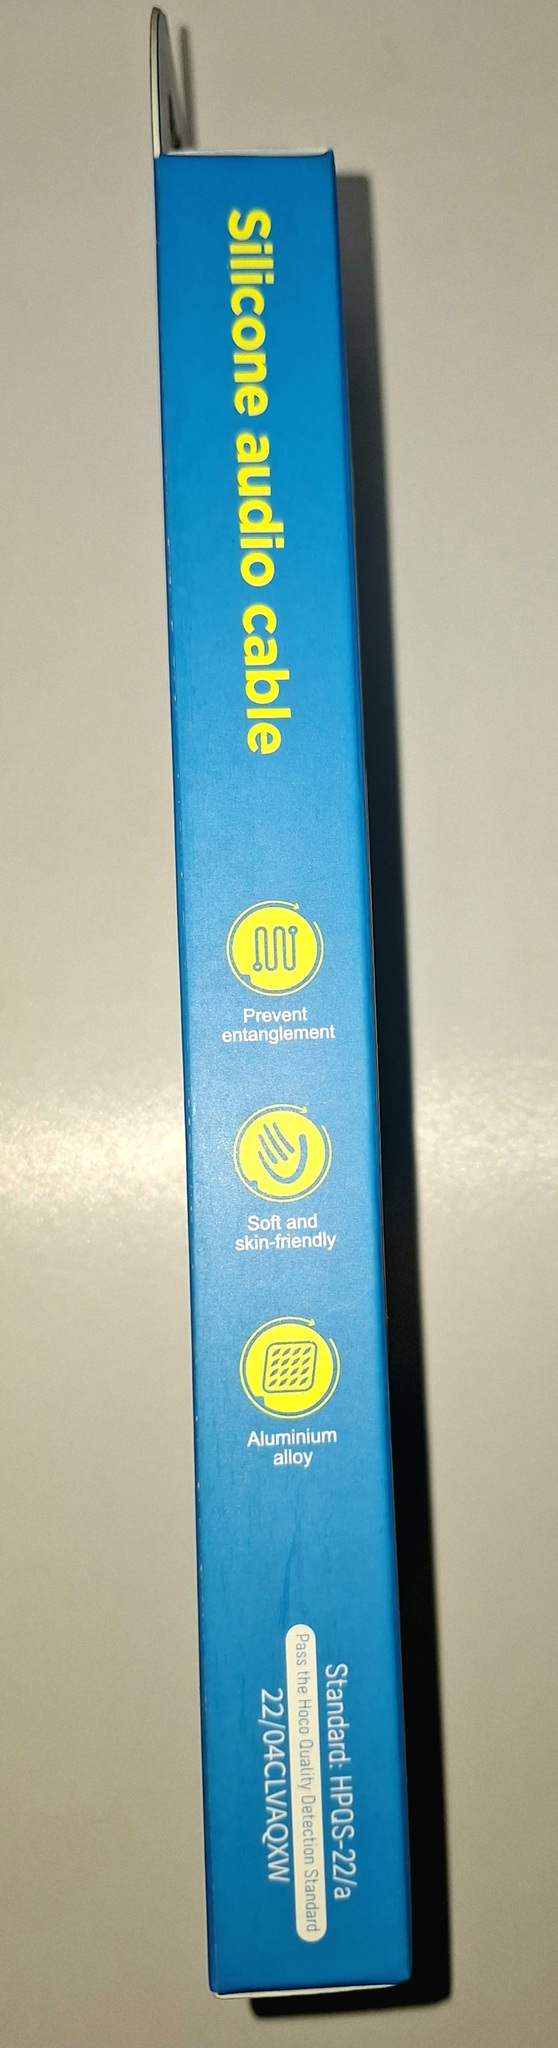 Silicone audio cable
Prevent
entanglement
Soft and
skin-friendly
Aluminium
alloy
Standard: HPQS-22/a
Pass the Hoco Quality Detection Standard
22/04CLVAQXW